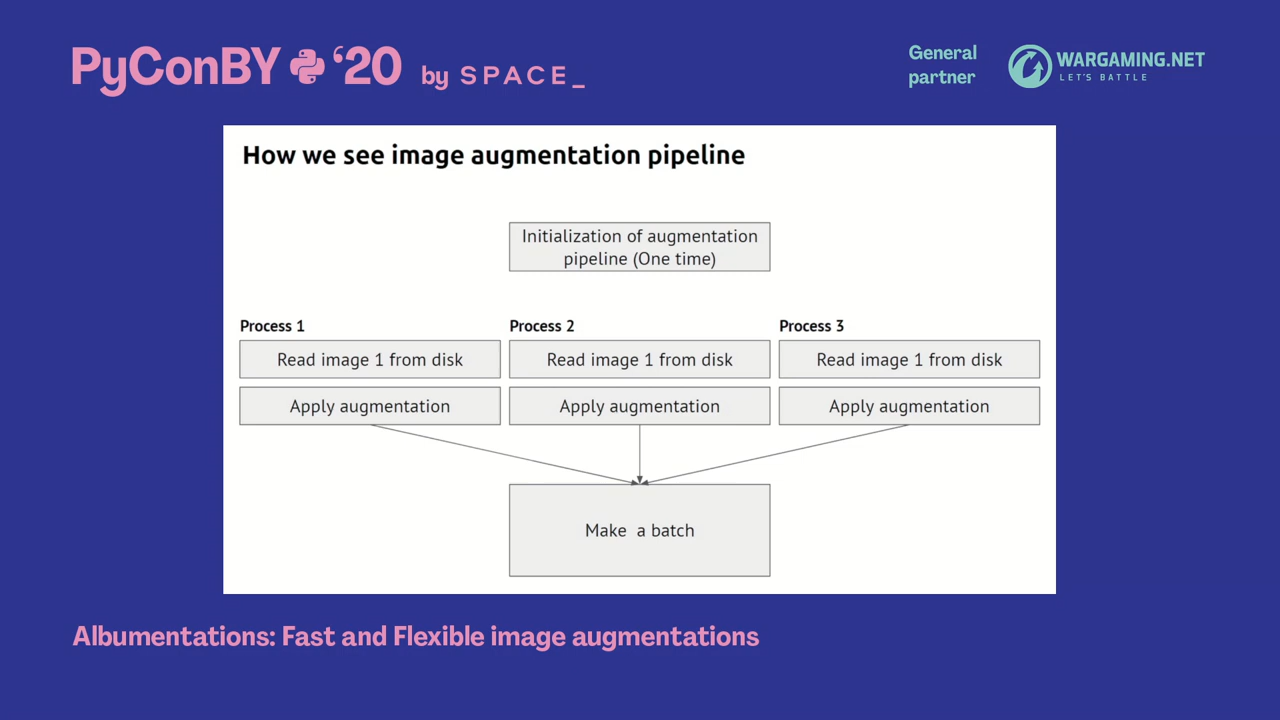 PyConBY '20 by SPACE_
General
partner
WARGAMING.NET
LET'S BATTLE
How we see image augmentation pipeline
Initialization of augmentation
pipeline (One time)
Process 1
Process 2
Process 3
Read image 1 from disk
Read image 1 from disk
Read image 1 from disk
Apply augmentation
Apply augmentation
Apply augmentation
Make a batch
Albumentations: Fast and Flexible image augmentations